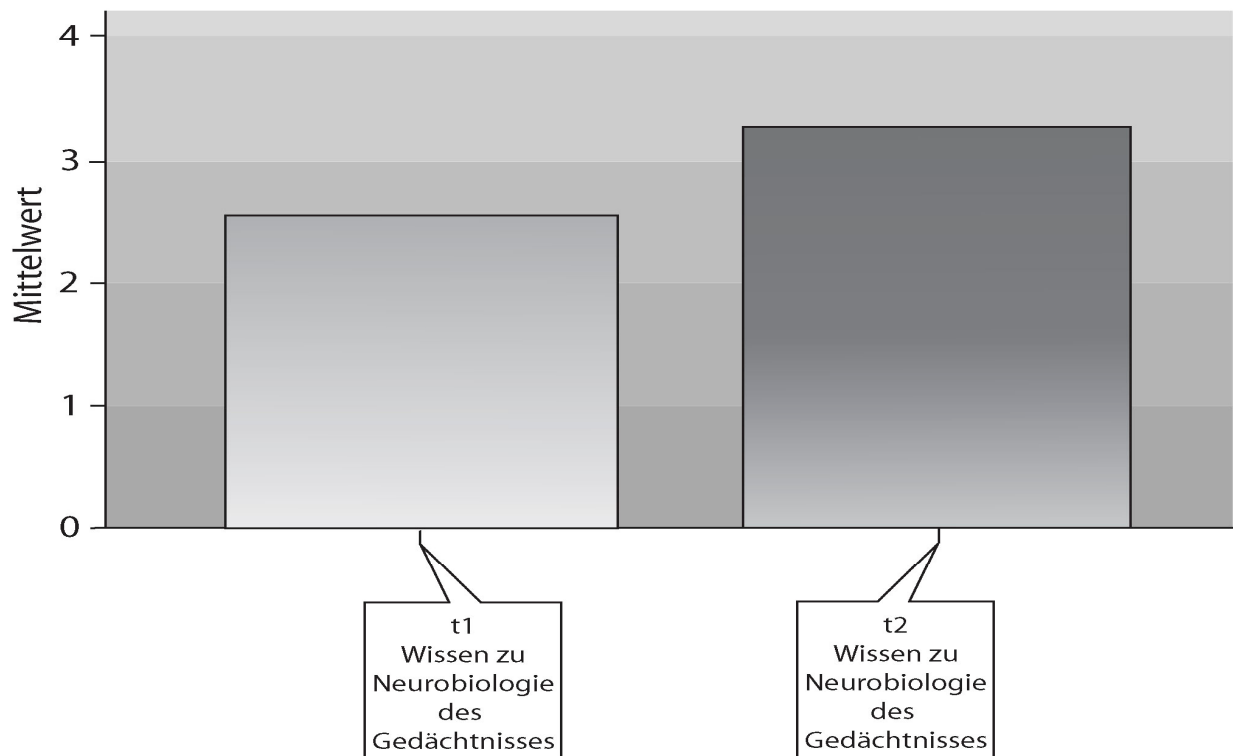 4
3
2
1
0
Mittelwert
t1
Wissen zu
Neurobiologie
des
Gedächtnisses
t2
Wissen zu
Neurobiologie
des
Gedächtnisses